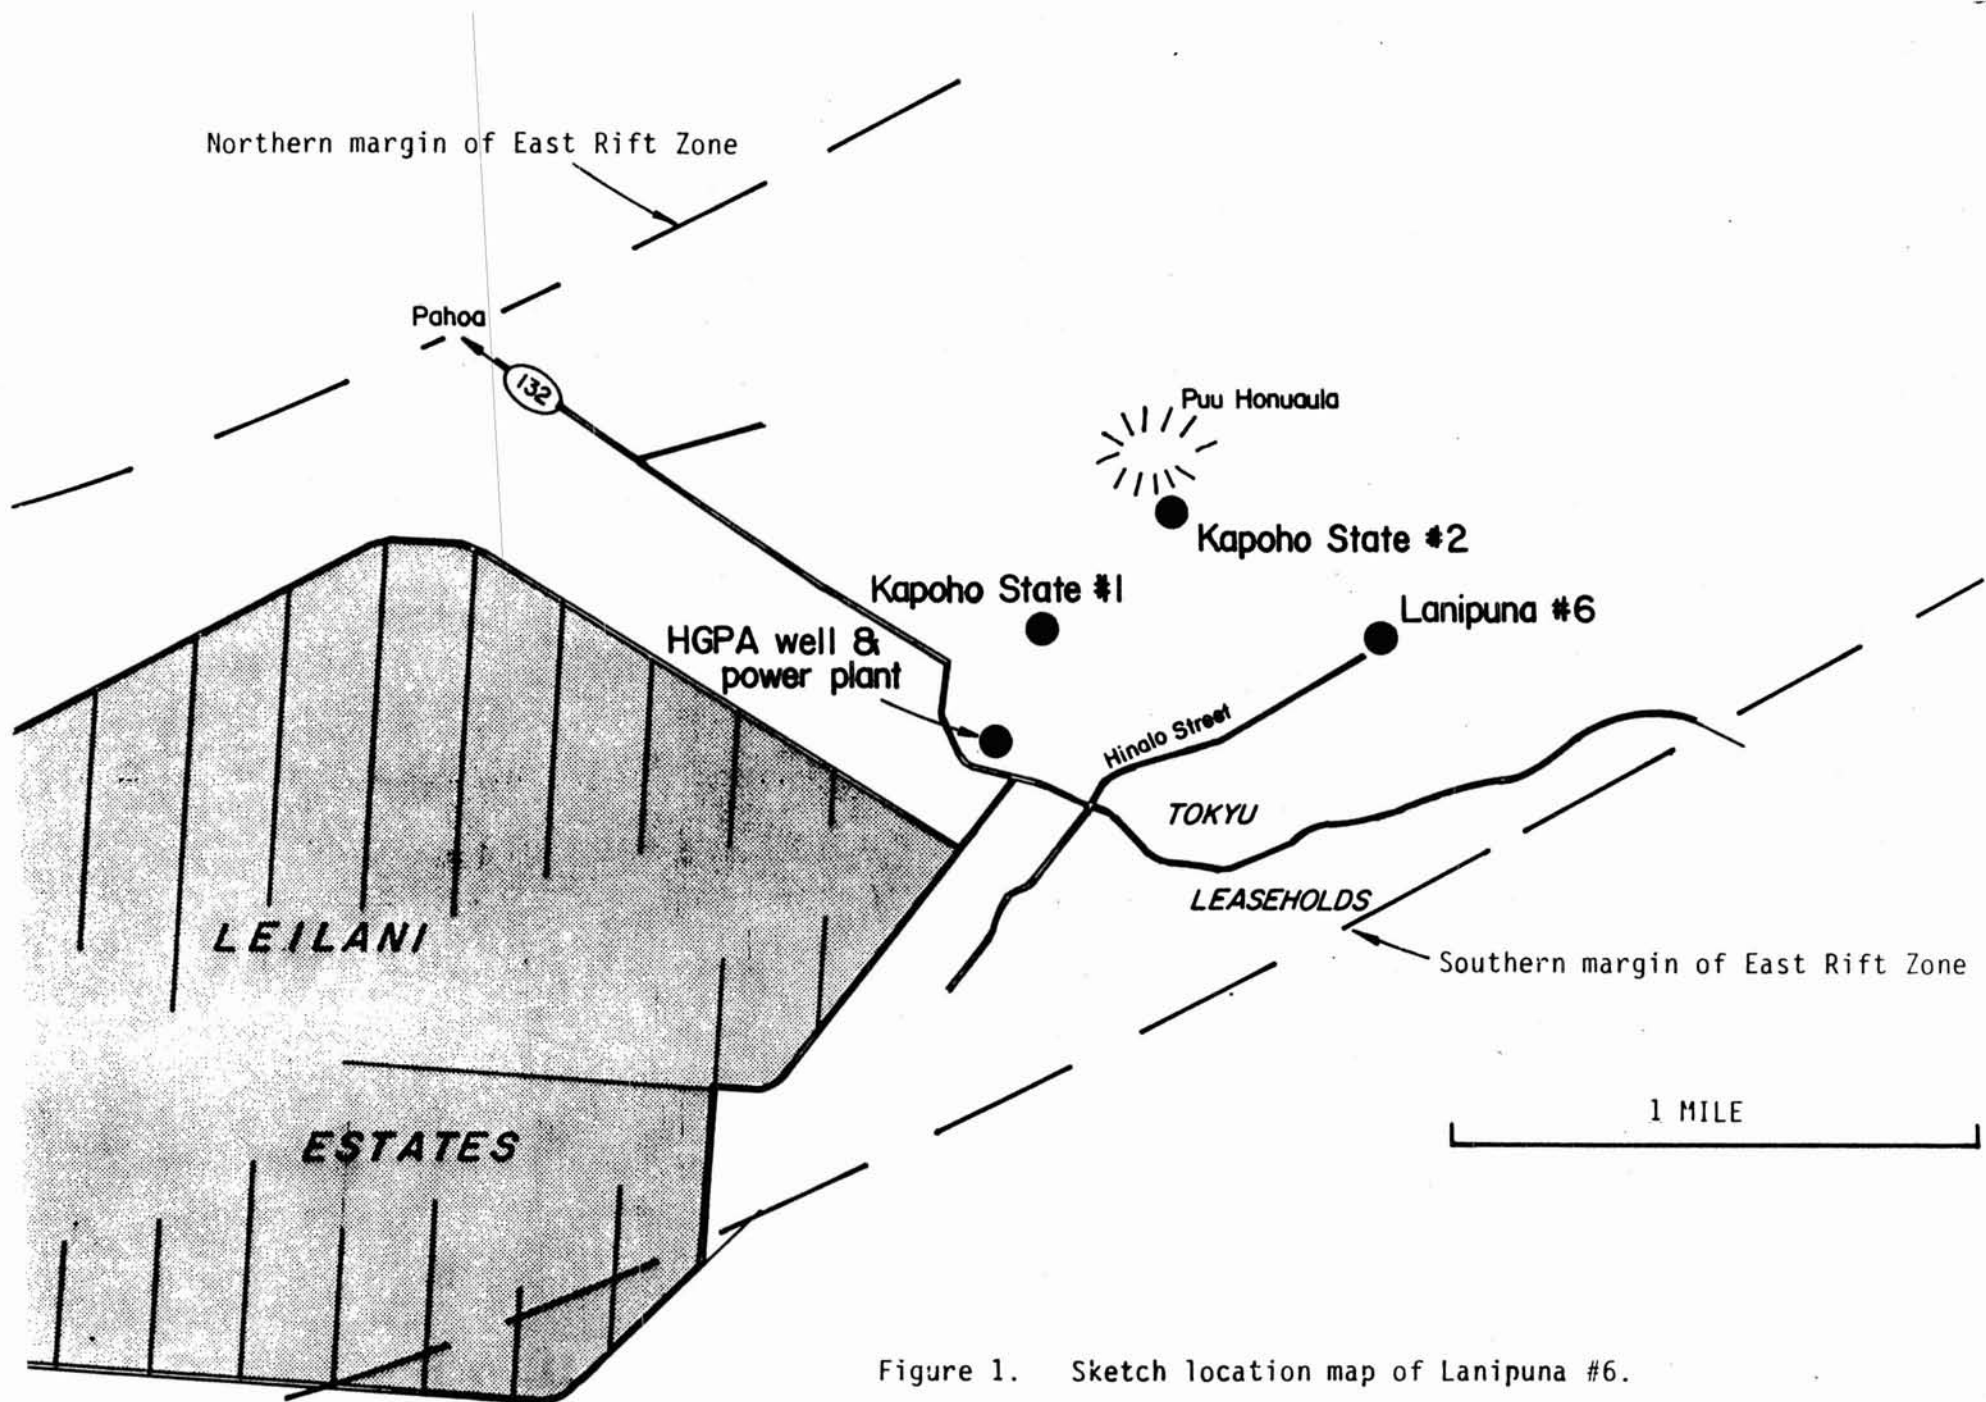 Northern margin of East Rift Zone
Pahoa
132
Puu Honuaula
Kapoho State #2
Kapoho State #1
Lanipuna #6
HGPA well &
power plant
Hinalo Street
TOKYU
LEASEHOLDS
LEILANI
Southern margin of East Rift Zone
1 MILE
ESTATES
Figure 1. Sketch location map of Lanipuna #6.